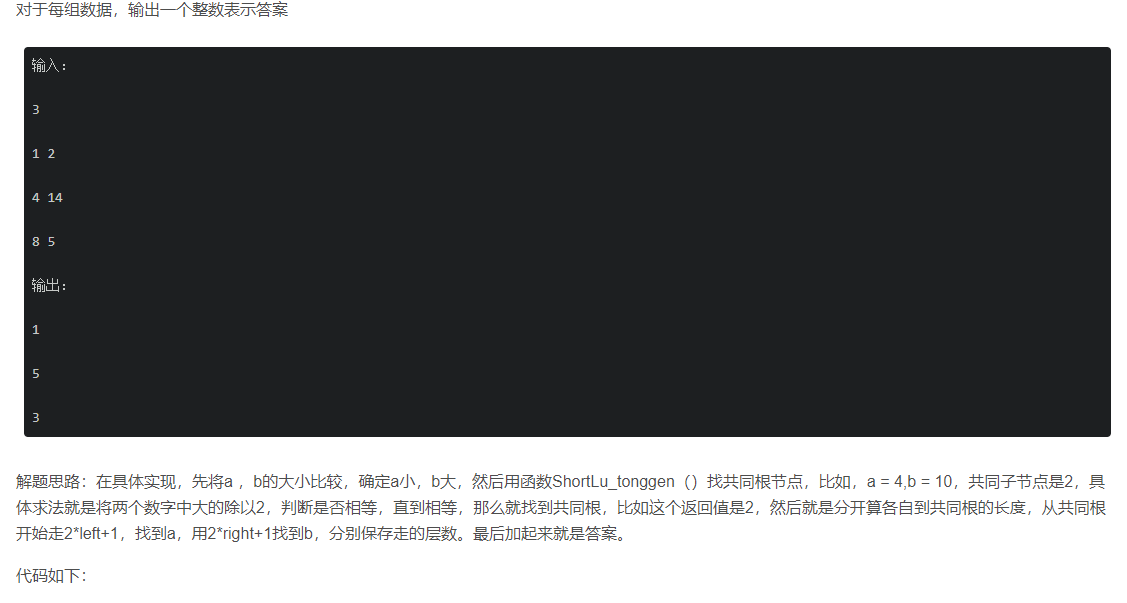 对于每组数据，输出一个整数表示答案
输入：
3
1 2
4 14
8 5
输出：
1
5
3
解题思路：在具体实现，先将a ，b的大小比较，确定a小，b大，然后用函数ShortLu_tonggen（）找共同根节点，比如，a = 4,b = 10，共同子节点是2，具
体求法就是将两个数字中大的除以2，判断是否相等，直到相等，那么就找到共同根，比如这个返回值是2，然后就是分开算各自到共同根的长度，从共同根
开始走2*left+1，找到a，用2*right+1找到b，分别保存走的层数。最后加起来就是答案。
代码如下：